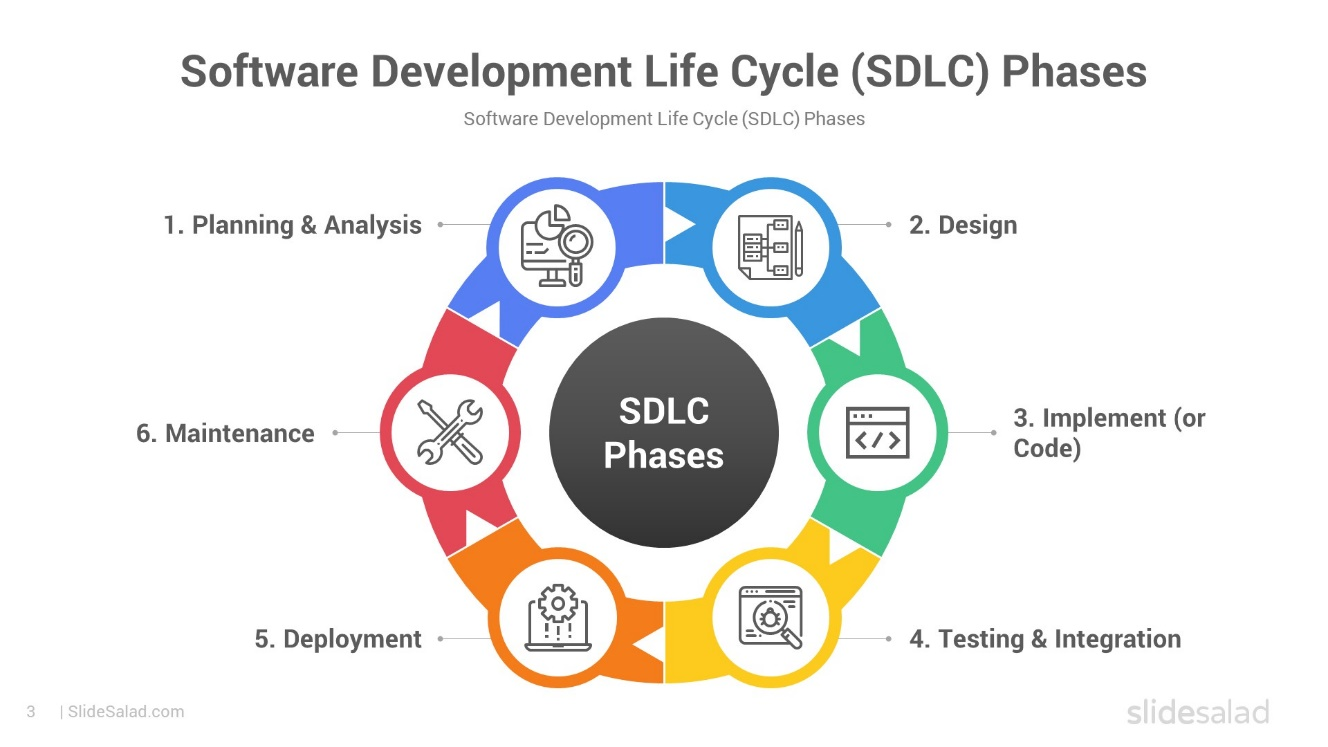 Software Development Life Cycle (SDLC) Phases
Software Development Life Cycle (SDLC) Phases
1. Planning & Analysis
2. Design
3. Implement (or
Code)
4. Testing & Integration
5. Deployment
6. Maintenance
SDLC
Phases
</>
3 | SlideSalad.com
slidesalad